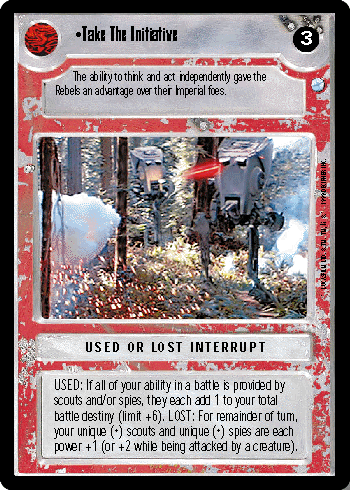 •Take The Initiative
3
The ability to think and act independently gave the
Rebels an advantage over their Imperial foes.
USED OR LOST INTERRUPT
USED: If all of your ability in a battle is provided by
scouts and/or spies, they each add 1 to your total
battle destiny (limit +6). LOST: For remainder of turn,
your unique (•) scouts and unique (•) spies are each
power +1 (or +2 while being attacked by a creature).